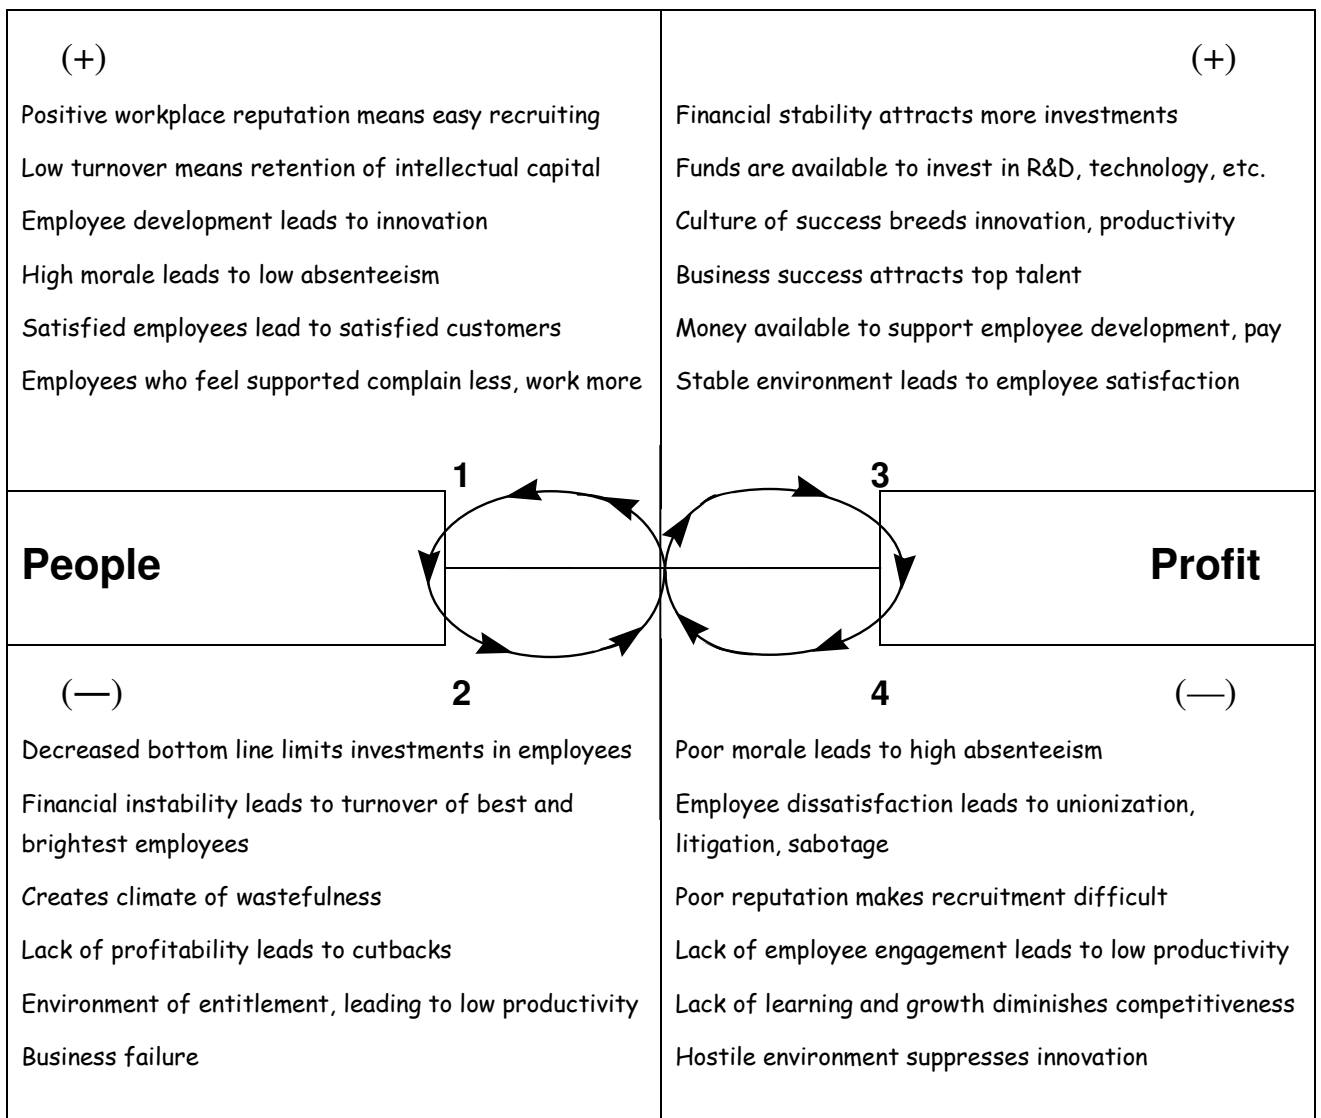 (+)
Positive workplace reputation means easy recruiting
Low turnover means retention of intellectual capital
Employee development leads to innovation
High morale leads to low absenteeism
Satisfied employees lead to satisfied customers
Employees who feel supported complain less, work more
(+)
Financial stability attracts more investments
Funds are available to invest in R&D, technology, etc.
Culture of success breeds innovation, productivity
Business success attracts top talent
Money available to support employee development, pay
Stable environment leads to employee satisfaction
1
3
People
Profit
2
4
(—)
Decreased bottom line limits investments in employees
Financial instability leads to turnover of best and
brightest employees
Creates climate of wastefulness
Lack of profitability leads to cutbacks
Environment of entitlement, leading to low productivity
Business failure
(—)
Poor morale leads to high absenteeism
Employee dissatisfaction leads to unionization,
litigation, sabotage
Poor reputation makes recruitment difficult
Lack of employee engagement leads to low productivity
Lack of learning and growth diminishes competitiveness
Hostile environment suppresses innovation